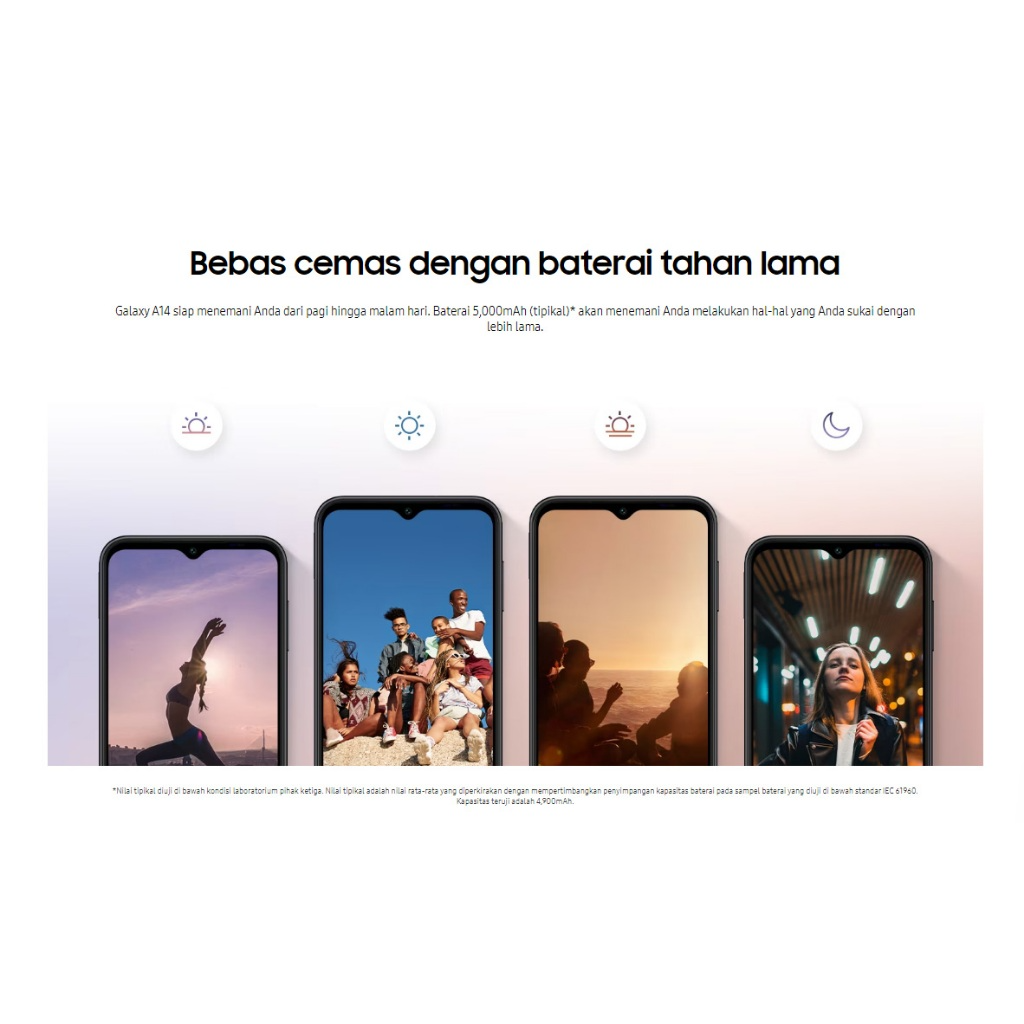 Bebas cemas dengan baterai tahan lama
Galaxy A14 siap menemani Anda dari pagi hingga malam hari. Baterai 5,000mAh (tipikal)* akan menemani Anda melakukan hal-hal yang Anda sukai dengan
lebih lama.
*Nilai tipikal diuji di bawah kondisi laboratorium pihak ketiga. Nilai tipikal adalah nilai rata-rata yang diperkirakan dengan mempertimbangkan penyimpangan kapasitas baterai pada sampel baterai yang diuji di bawah standar IEC 61960.
Kapasitas teruji adalah 4,900mAh.